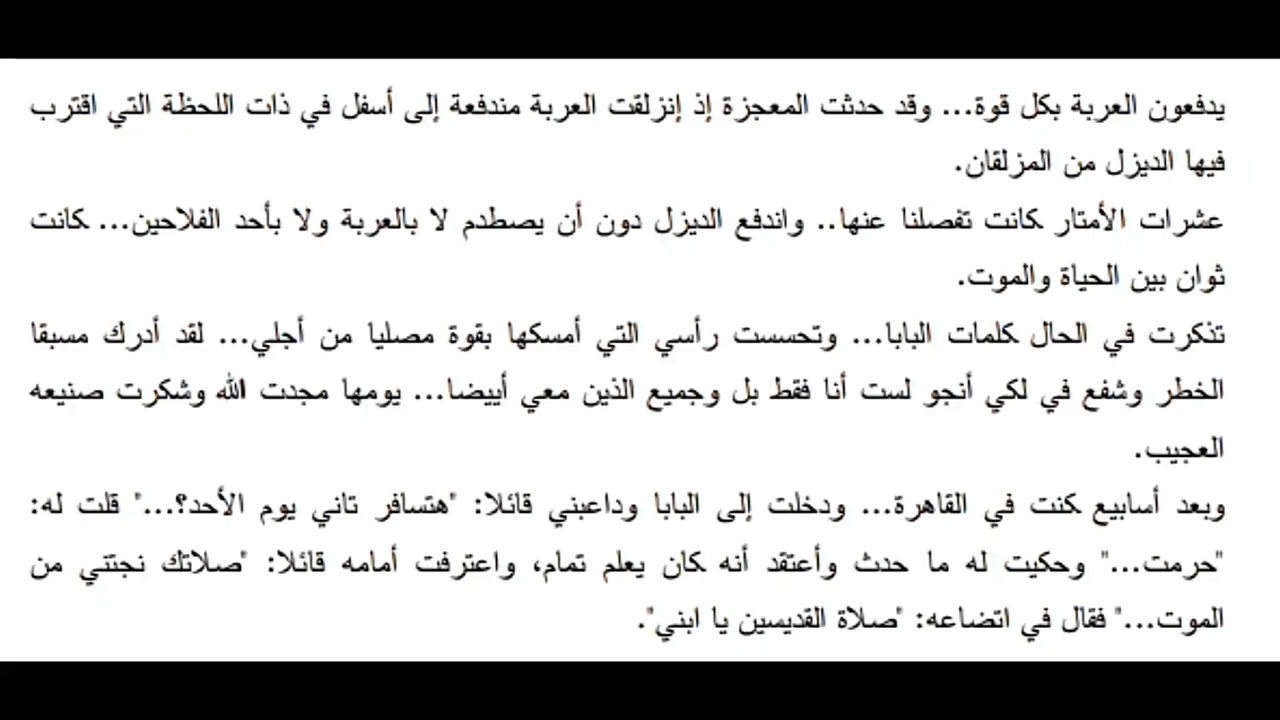 يدفعون العربة بكل قوة... وقد حدثت المعجزة إذ إنزلقت العربة مندفعة إلى أسفل في ذات اللحظة التي اقترب
فيها الديزل من المزلقان.
عشرات الأمتار كانت تفصلنا عنها.. واندفع الديزل دون أن يصطدم لا بالعربة ولا بأحد الفلاحين... كانت
ثوان بين الحياة والموت.
تذكرت في الحال كلمات البابا... وتحسست رأسي التي أمسكها بقوة مصليا من أجلي... لقد أدرك مسبقا
الخطر وشفع في لكي أنجو لست أنا فقط بل وجميع الذين معي أييضا... يومها مجدت الله وشكرت صنيعه
العجيب.
وبعد أسابيع كنت في القاهرة... ودخلت إلى البابا وداعبني قائلا: "هتسافر تاني يوم الأحد؟..." قلت له:
"حرمت..." وحكيت له ما حدث وأعتقد أنه كان يعلم تمام، واعترفت أمامه قائلا: "صلاتك نجتني من
الموت..." فقال في اتضاعه: "صلاة القديسين يا ابني".